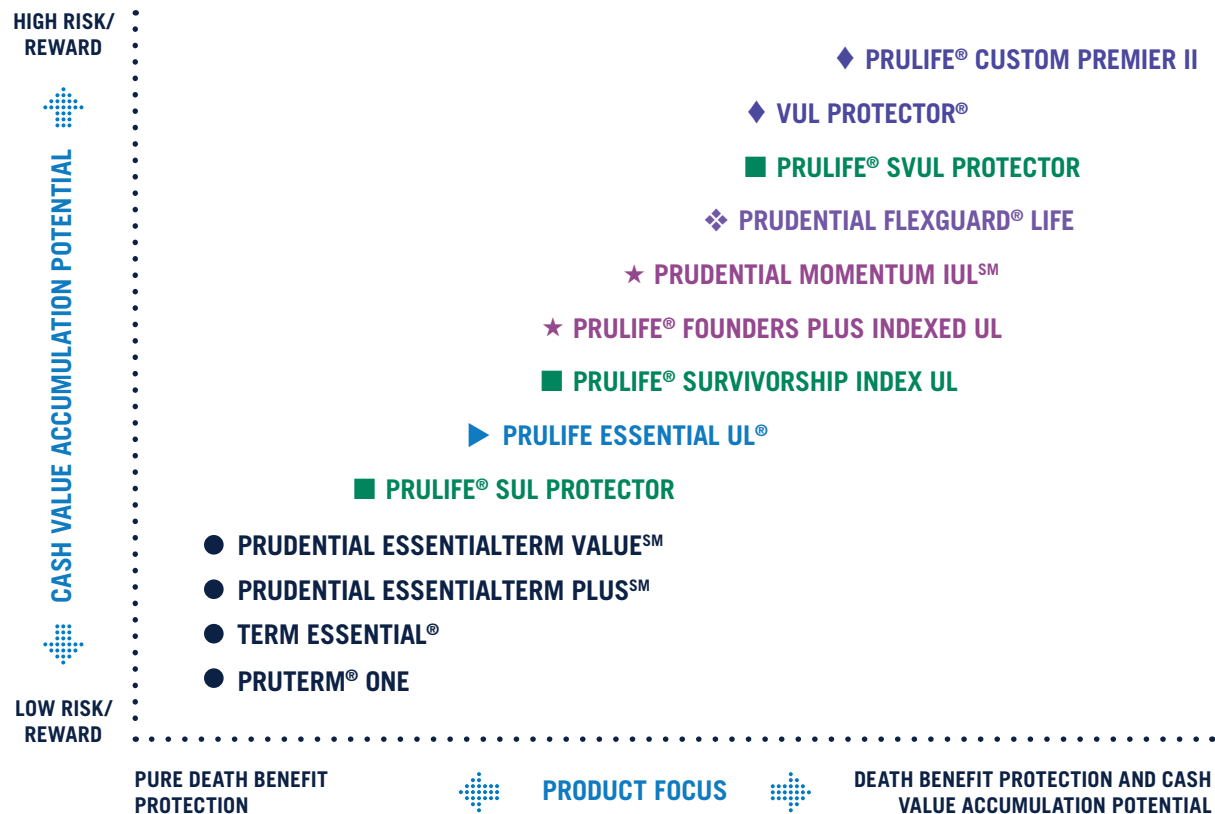 HIGH RISK/
REWARD
CASH VALUE ACCUMULATION POTENTIAL
LOW RISK/
REWARD
PRULIFE® CUSTOM PREMIER II
VUL PROTECTOR®
PRULIFE® SVUL PROTECTOR
PRUDENTIAL FLEXGUARD® LIFE
PRUDENTIAL MOMENTUM IUL℠
PRULIFE® FOUNDERS PLUS INDEXED UL
PRULIFE® SURVIVORSHIP INDEX UL
PRULIFE ESSENTIAL UL®
PRULIFE® SUL PROTECTOR
PRUDENTIAL ESSENTIALTERM VALUE℠
PRUDENTIAL ESSENTIALTERM PLUS℠
TERM ESSENTIAL®
PRUTERM® ONE
PURE DEATH BENEFIT
PROTECTION
PRODUCT FOCUS
DEATH BENEFIT PROTECTION AND CASH
VALUE ACCUMULATION POTENTIAL